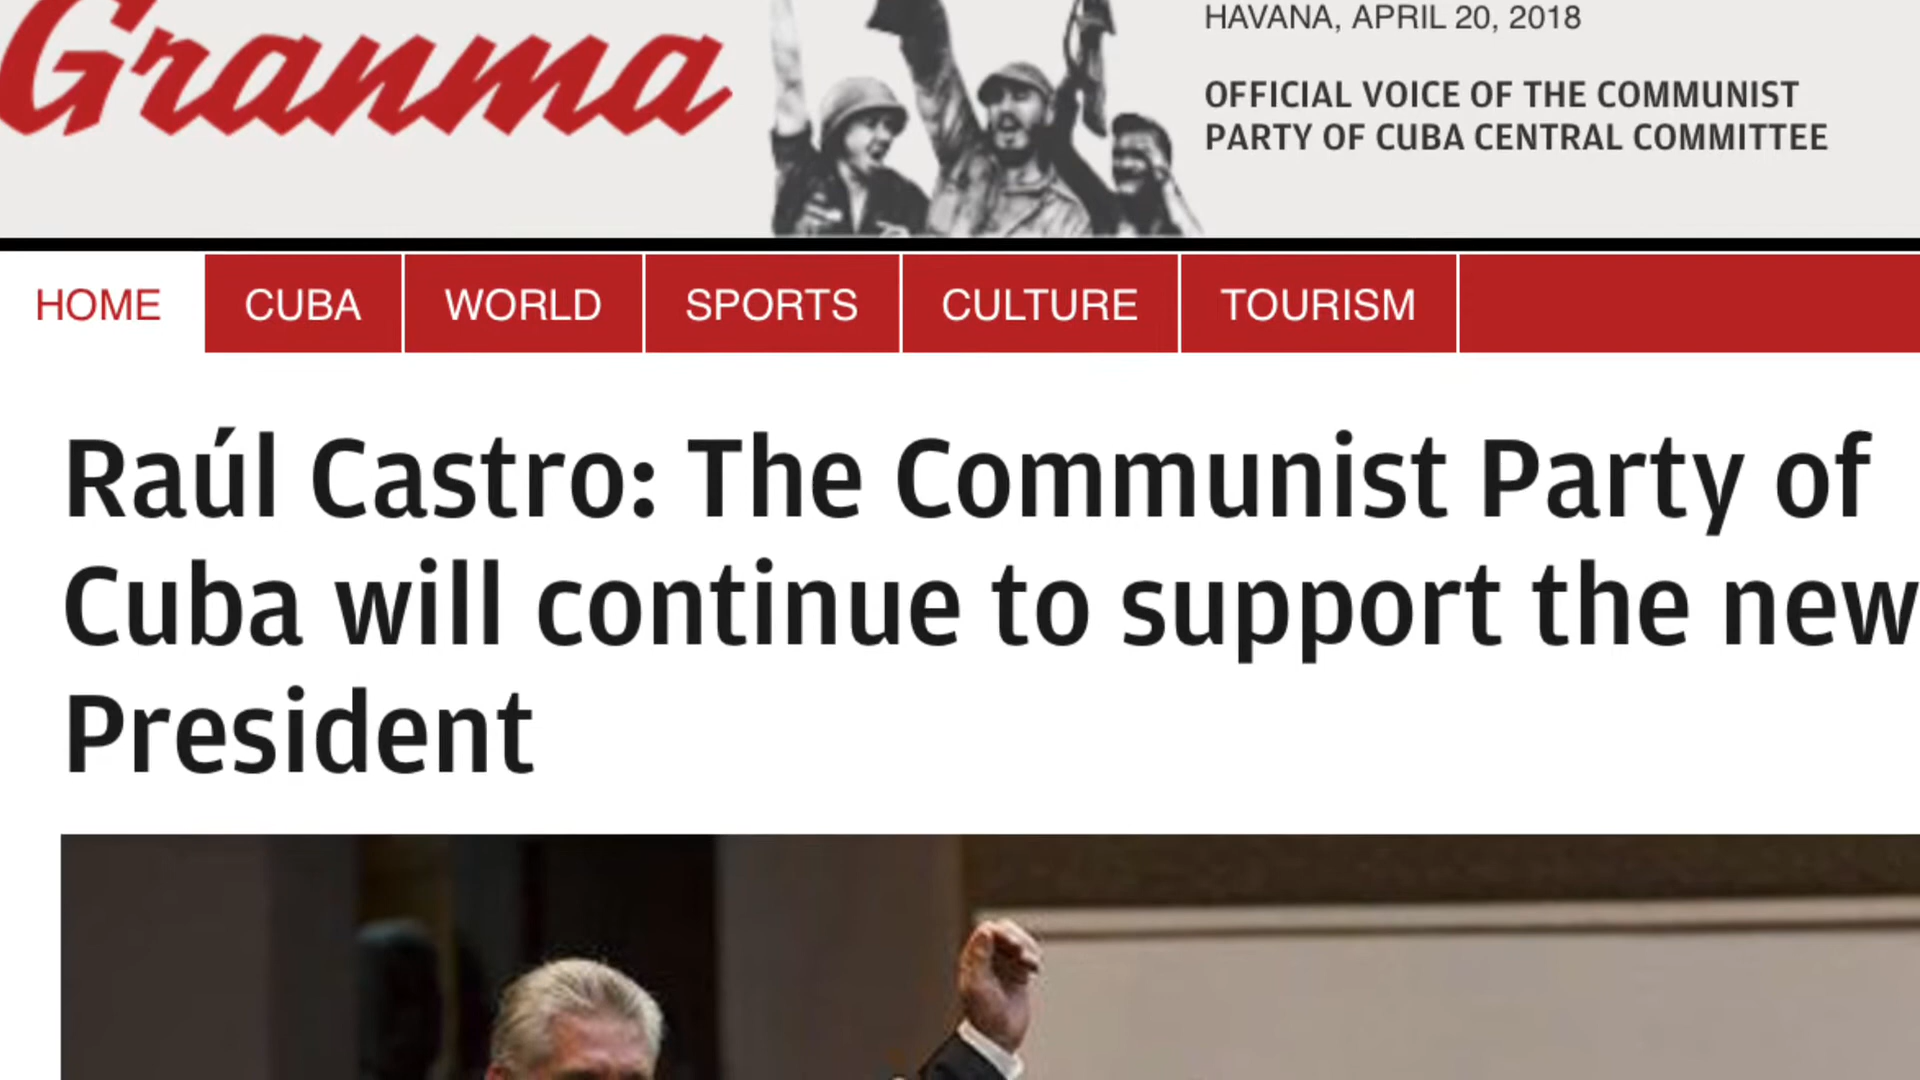 Granma
HAVANA, APRIL 20, 2018
OFFICIAL VOICE OF THE COMMUNIST
PARTY OF CUBA CENTRAL COMMITTEE
HOME CUBA WORLD SPORTS CULTURE TOURISM
Raúl Castro: The Communist Party of
Cuba will continue to support the new
President